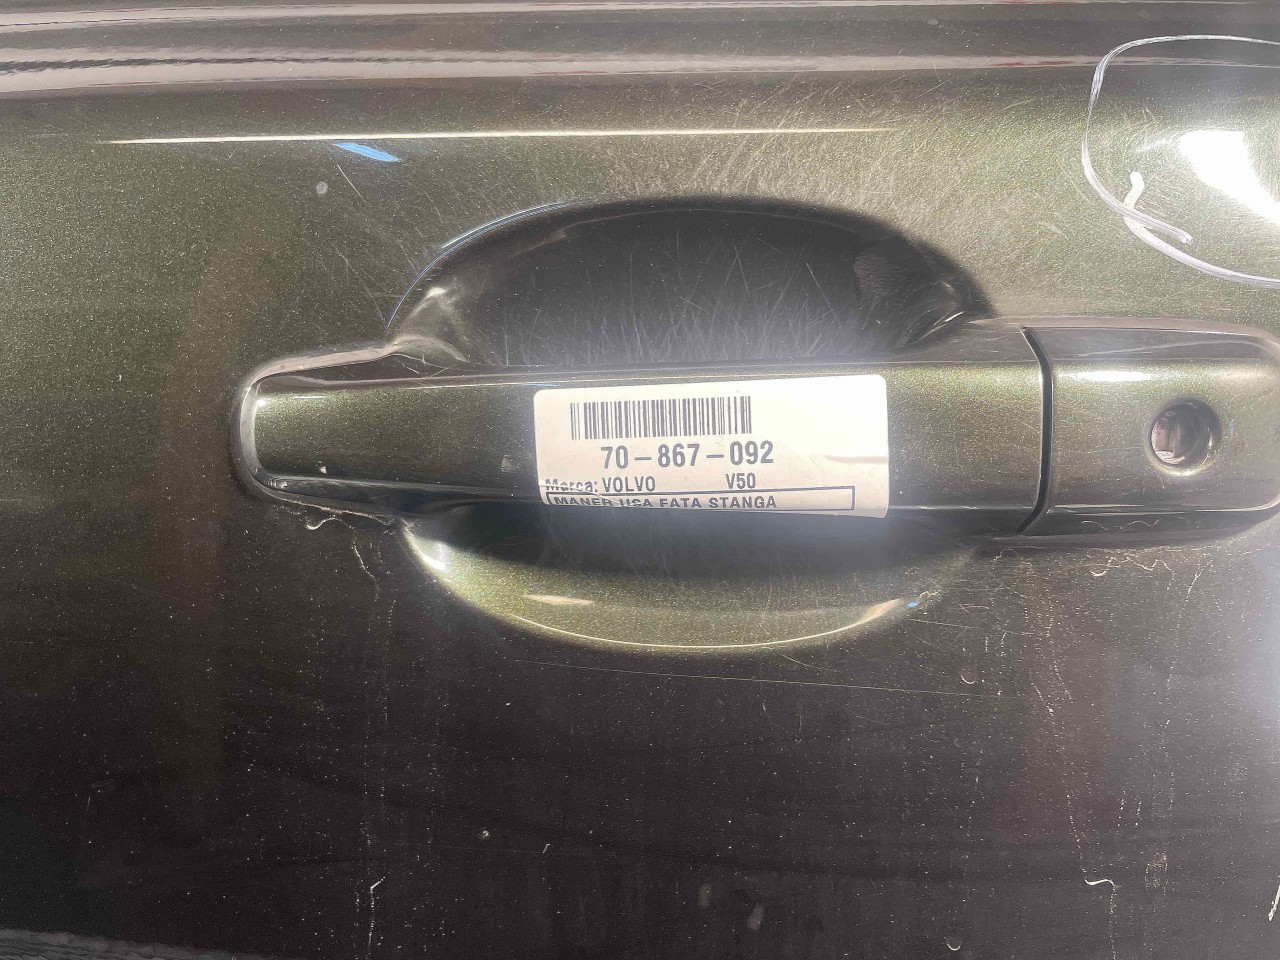 70-867-092
Marca: VOLVO V50
MANER USA FATA STANGA